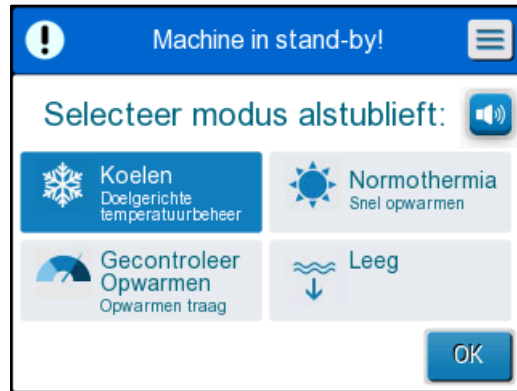 Machine in stand-by!
Selecteer modus alstublieft:
Koelen
Doelgerichte
temperatuurbeheer
Normothermia
Snel opwarmen
Gecontroleer
Opwarmen
Opwarmen traag
Leeg
OK